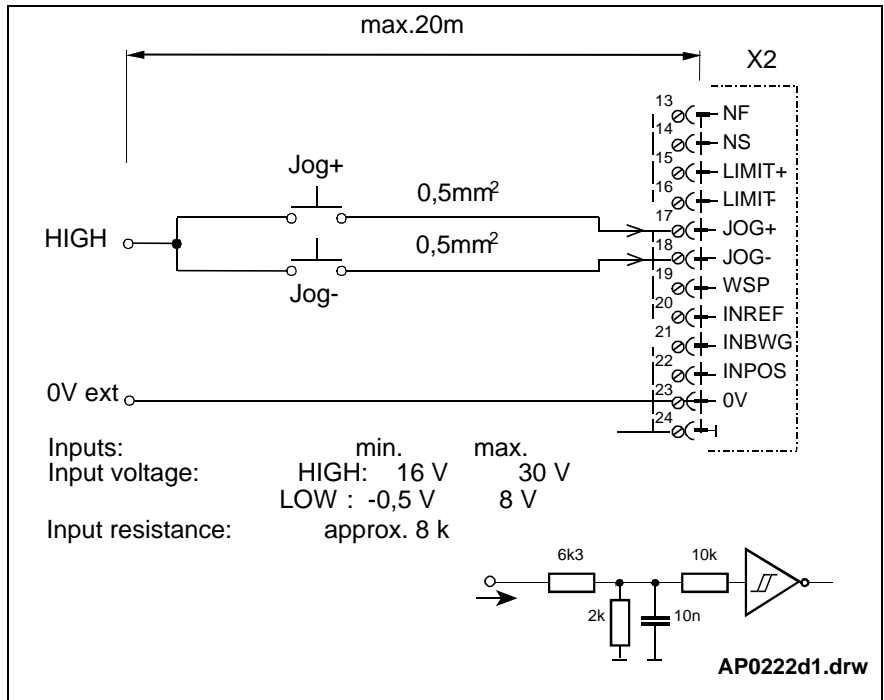 max.20m
X2
13 NF
14 NS
15 LIMIT+
16 LIMIT-
17 JOG+
18 JOG-
19 WSP
20 INREF
21 INBWG
22 INPOS
23 0V
24
Jog+
0,5mm²
HIGH
0,5mm²
Jog-
0V ext
Inputs: min. max.
Input voltage: HIGH: 16 V 30 V
LOW : -0,5 V 8 V
Input resistance: approx. 8 k
6k3
10k
2k
10n
AP0222d1.drw